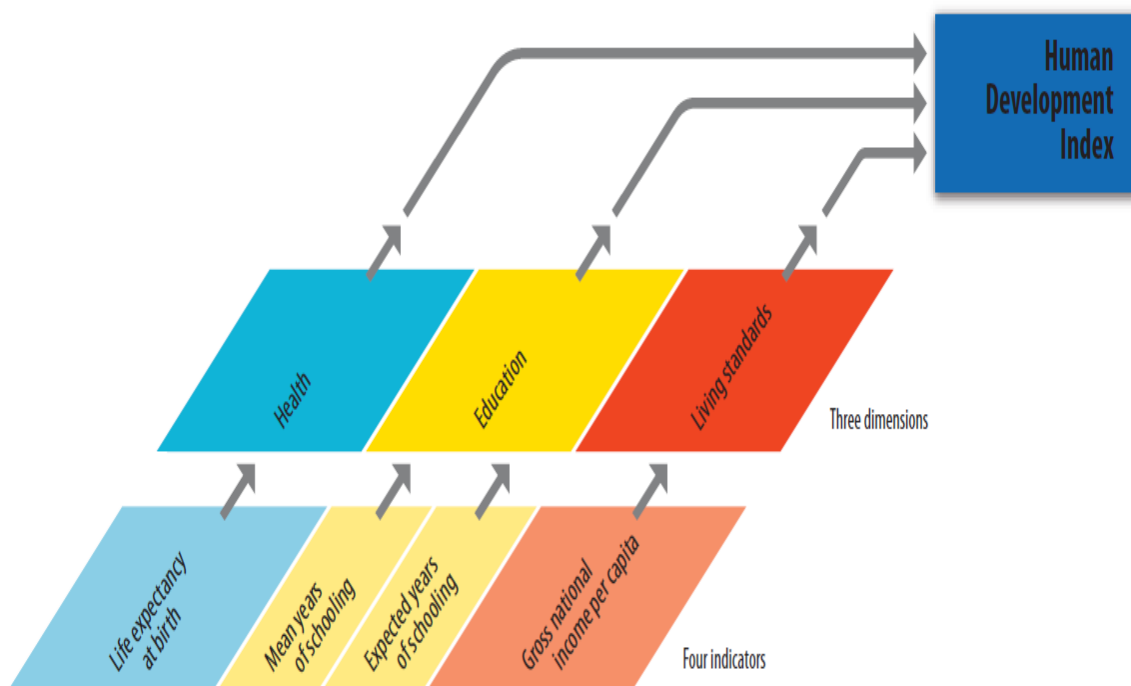 Human
Development
Index
Health
Education
Living standards
Three dimensions
Life expectancy
at birth
Mean years
of schooling
Expected years
of schooling
Gross national
income per capita
Four indicators